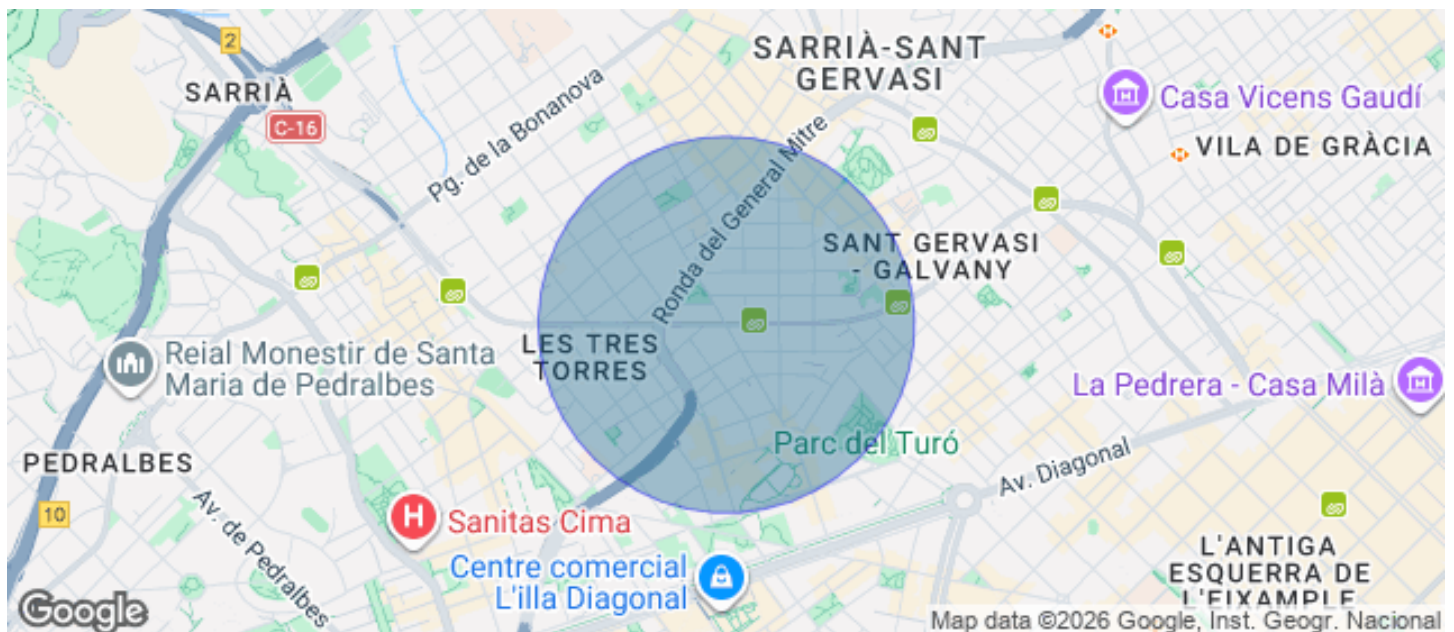 2
SARRIÀ
C-16
Pg. de la Bonanova
SARRIÀ-SANT
GERVASI
Casa Vicens Gaudí
VILA DE GRÀCIA
Ronda del General Mitre
SANT GERVASI
- GALVANY
LES TRES
TORRES
Reial Monestir de Santa
Maria de Pedralbes
La Pedrera - Casa Milà
Parc del Turó
PEDRALBES
Av. Diagonal
10
Av. de Pedralbes
H
Sanitas Cima
Centre comercial
L'illa Diagonal
L'ANTIGA
ESQUERRA DE
L'EIXAMPLE
Google
Map data ©2026 Google, Inst. Geogr. Nacional